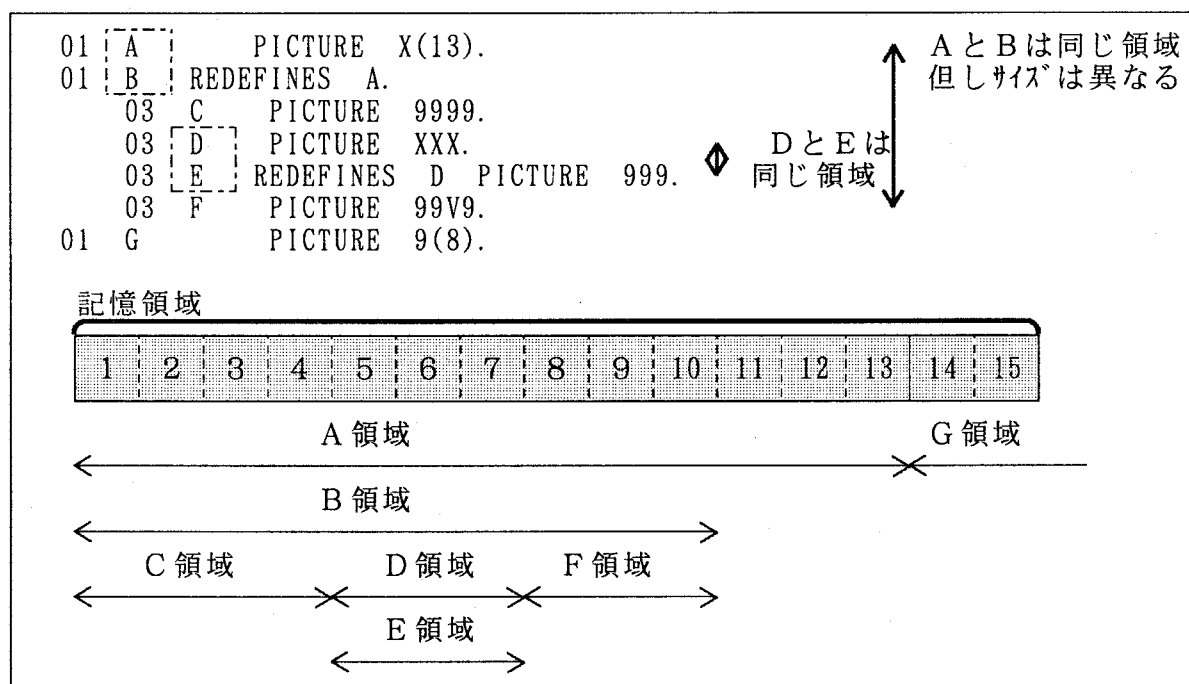 01 A PICTURE X(13).
01 B REDEFINES A.
03 C PICTURE 9999.
03 D PICTURE XXX.
03 E REDEFINES D PICTURE 999.
03 F PICTURE 99V9.
01 G PICTURE 9(8).
AとBは同じ領域
但しｻｲｽﾞは異なる
DとEは
同じ領域
記憶領域
1 2 3 4 5 6 7 8 9 10 11 12 13 14 15
A領域 G領域
B領域
C領域 D領域 F領域
E領域